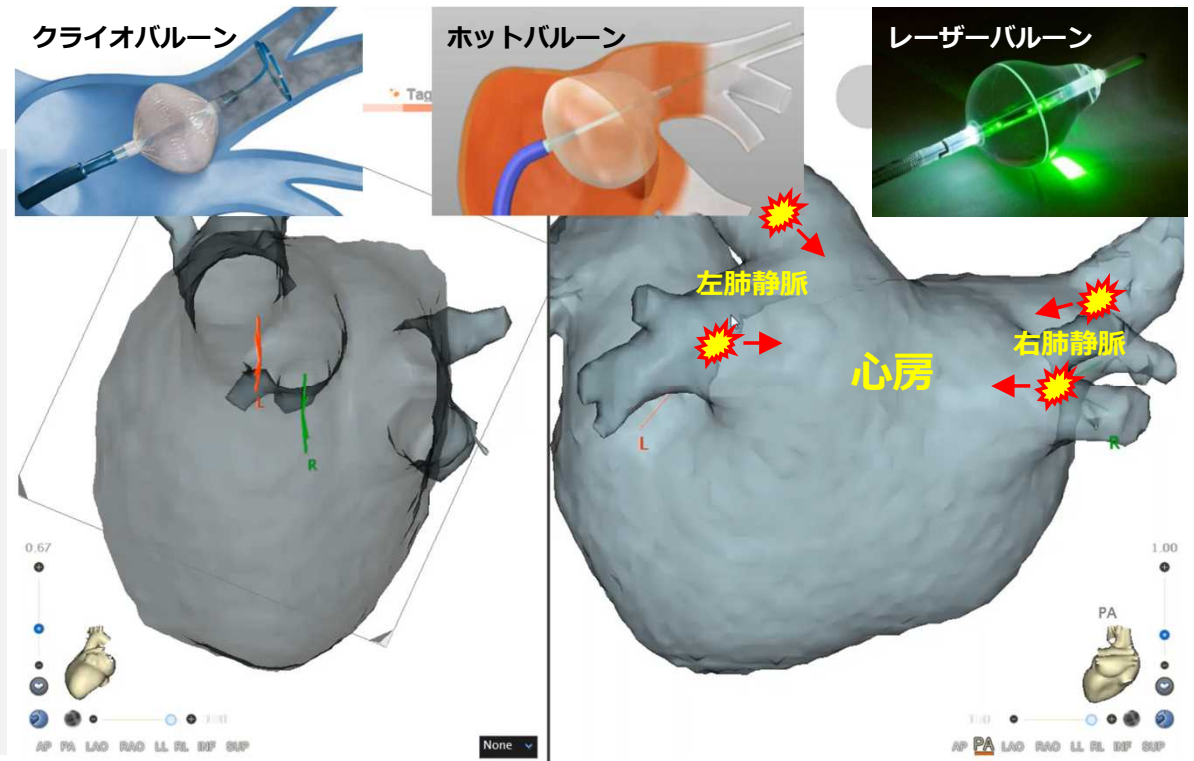 クライオバルーン
ホットバルーン
レーザーバルーン
Tag
左肺静脈
右肺静脈
心房
L
R
L
R
0.67
1.00
PA
AP PA LAO RAO LL RL INF SUP
None
AP PA LAO RAO LL RL INF SUP